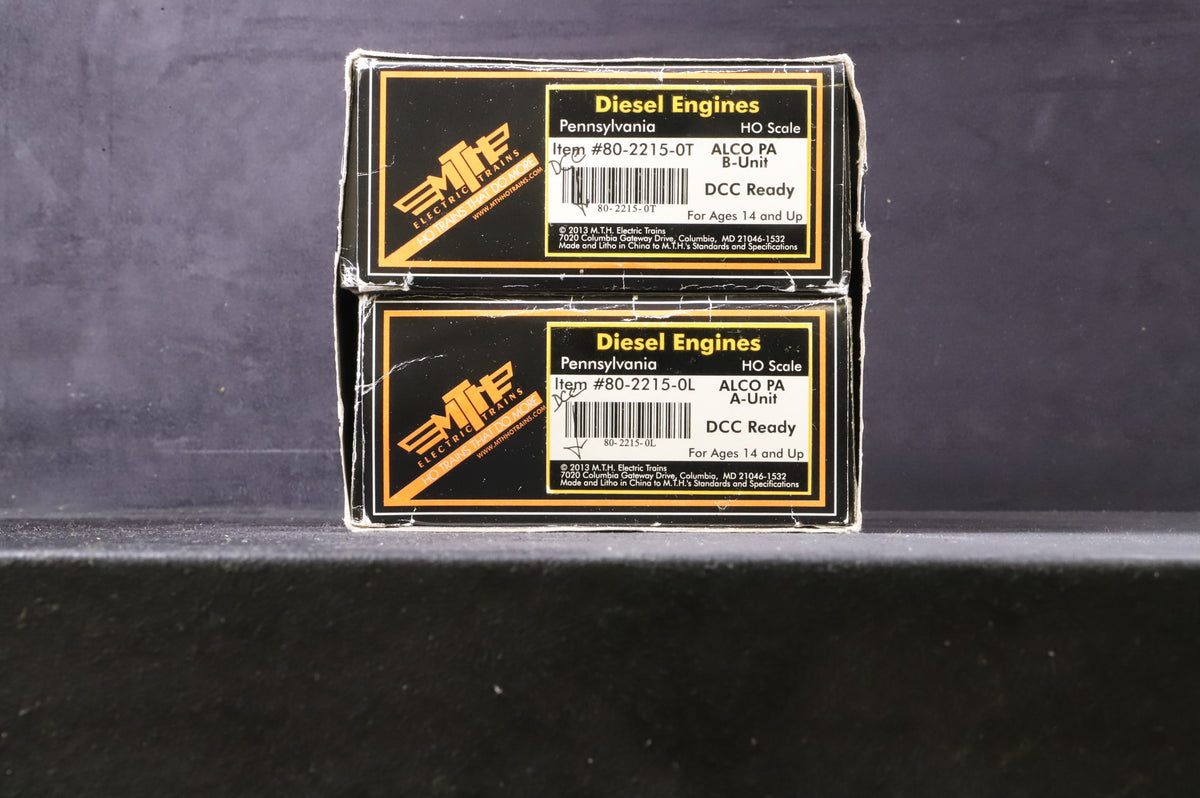 MTH
ELECTRIC TRAINS
HO TRAINS THAT DO MORE
WWW.MTHHOTRAINS.COM
Diesel Engines
Pennsylvania HO Scale
Item #80-2215-0T ALCO PA
B-Unit
DCC
DCC Ready
80-2215-0T
For Ages 14 and Up
© 2013 M.T.H. Electric Trains
7020 Columbia Gateway Drive, Columbia, MD 21046-1532
Made and Litho in China to M.T.H.'s Standards and Specifications
MTH
ELECTRIC TRAINS
HO TRAINS THAT DO MORE
WWW.MTHHOTRAINS.COM
Diesel Engines
Pennsylvania HO Scale
Item #80-2215-0L ALCO PA
A-Unit
DCC
DCC Ready
80-2215-0L
For Ages 14 and Up
© 2013 M.T.H. Electric Trains
7020 Columbia Gateway Drive, Columbia, MD 21046-1532
Made and Litho in China to M.T.H.'s Standards and Specifications